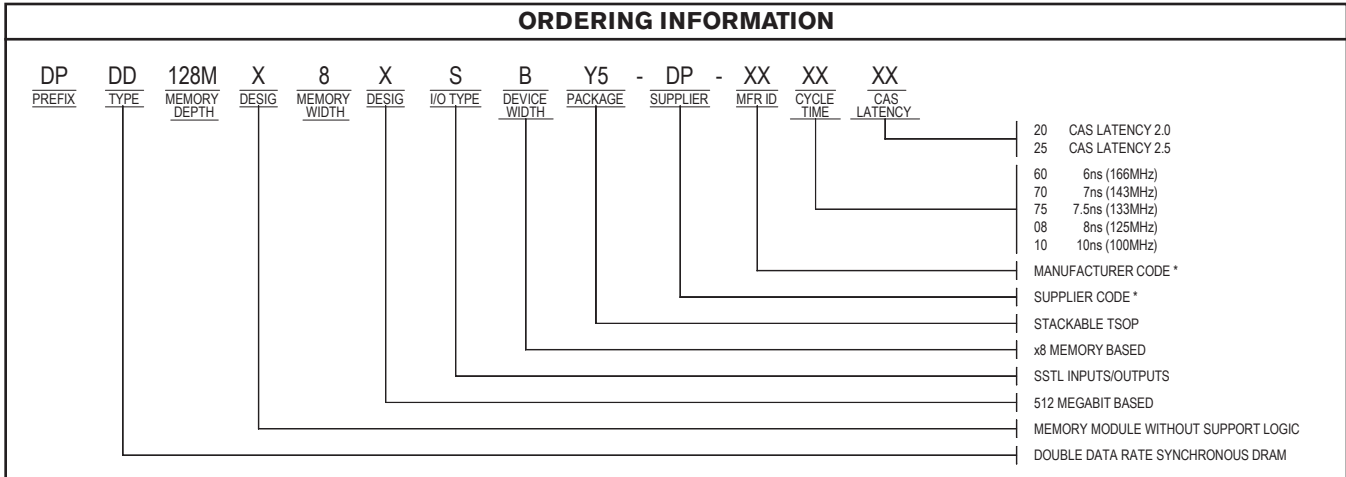 ORDERING INFORMATION
DP DD 128M X 8 X S B Y5 - DP - XX XX XX
PREFIX TYPE MEMORY DEPTH DESIG MEMORY WIDTH DESIG I/O TYPE DEVICE WIDTH PACKAGE SUPPLIER MFR ID CYCLE TIME CAS LATENCY
20 CAS LATENCY 2.0
25 CAS LATENCY 2.5
60 6ns (166MHz)
70 7ns (143MHz)
75 7.5ns (133MHz)
08 8ns (125MHz)
10 10ns (100MHz)
MANUFACTURER CODE *
SUPPLIER CODE *
STACKABLE TSOP
x8 MEMORY BASED
SSTL INPUTS/OUTPUTS
512 MEGABIT BASED
MEMORY MODULE WITHOUT SUPPORT LOGIC
DOUBLE DATA RATE SYNCHRONOUS DRAM